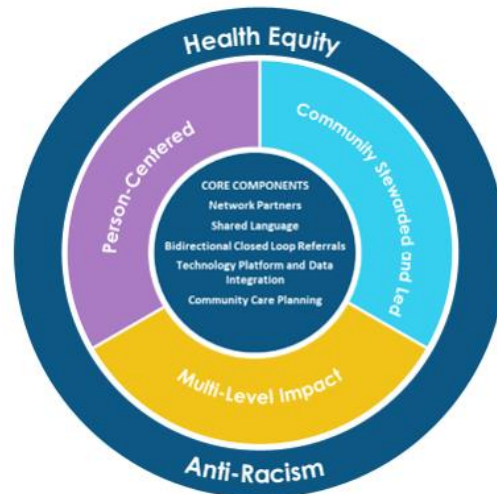 Health Equity
Person-Centered
Community Stewarded and Led
CORE COMPONENTS
Network Partners
Shared Language
Bidirectional Closed Loop Referrals
Technology Platform and Data
Integration
Community Care Planning
Multi-Level Impact
Anti-Racism